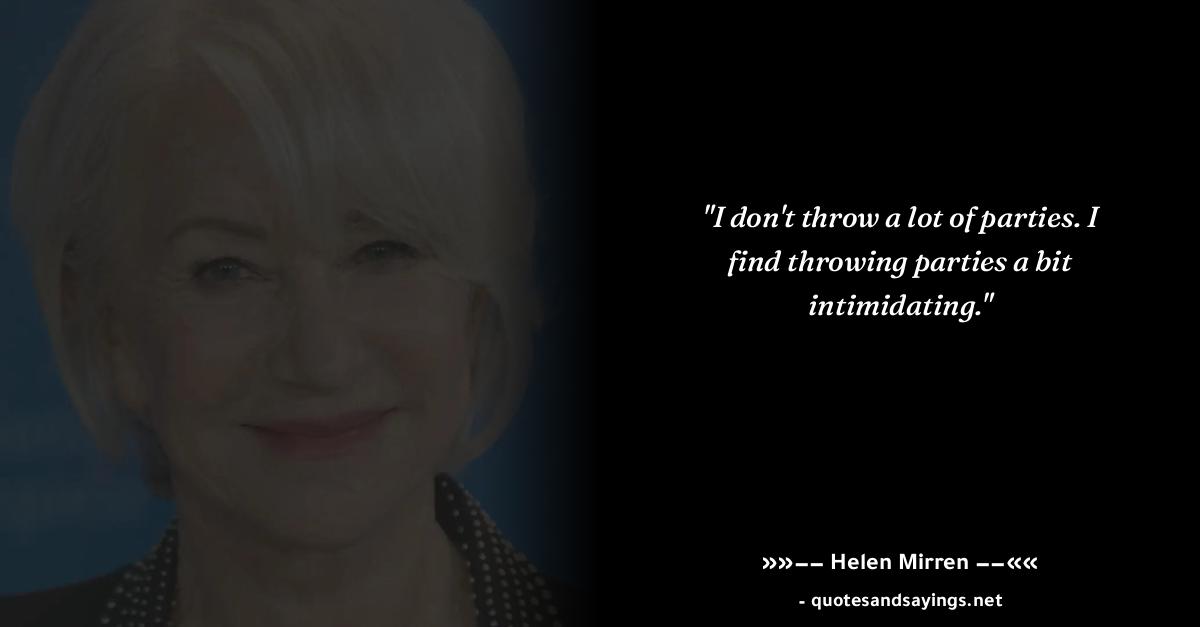 "I don't throw a lot of parties. I
find throwing parties a bit
intimidating."
»»−− Helen Mirren −−««
- quotesandsayings.net